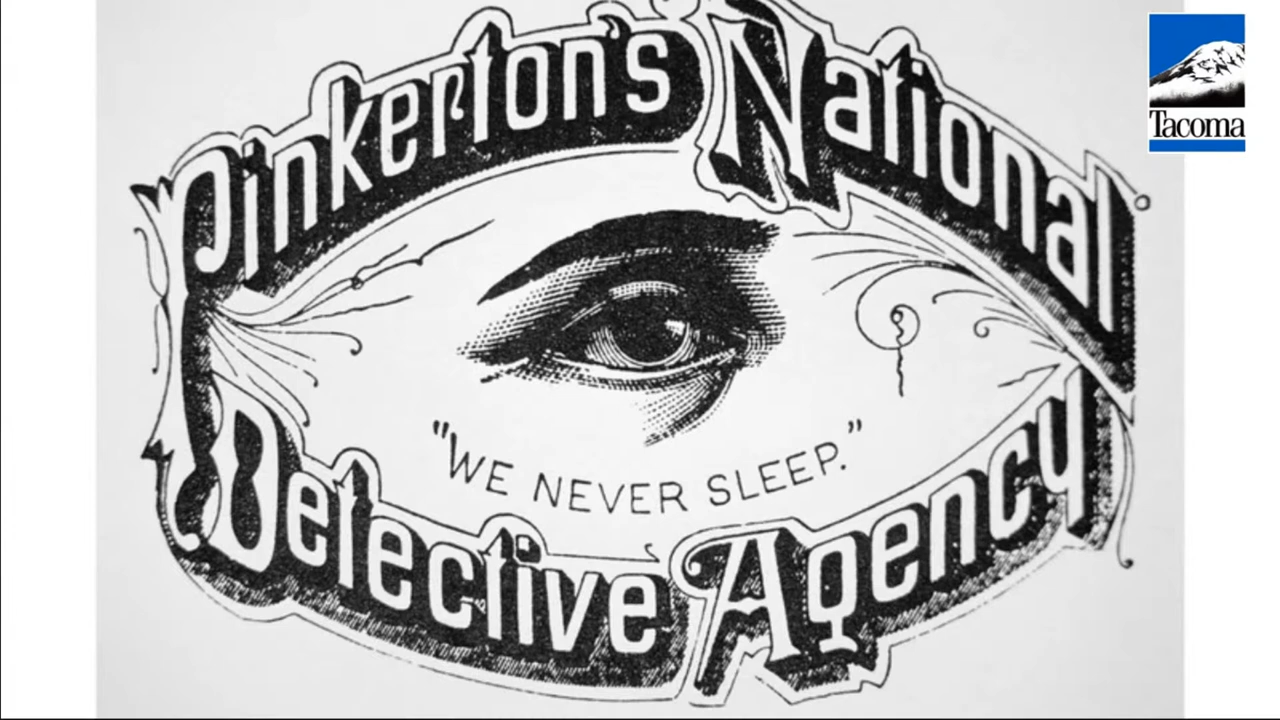 Pinkerton's National
"WE NEVER SLEEP."
Detective Agency
Tacoma